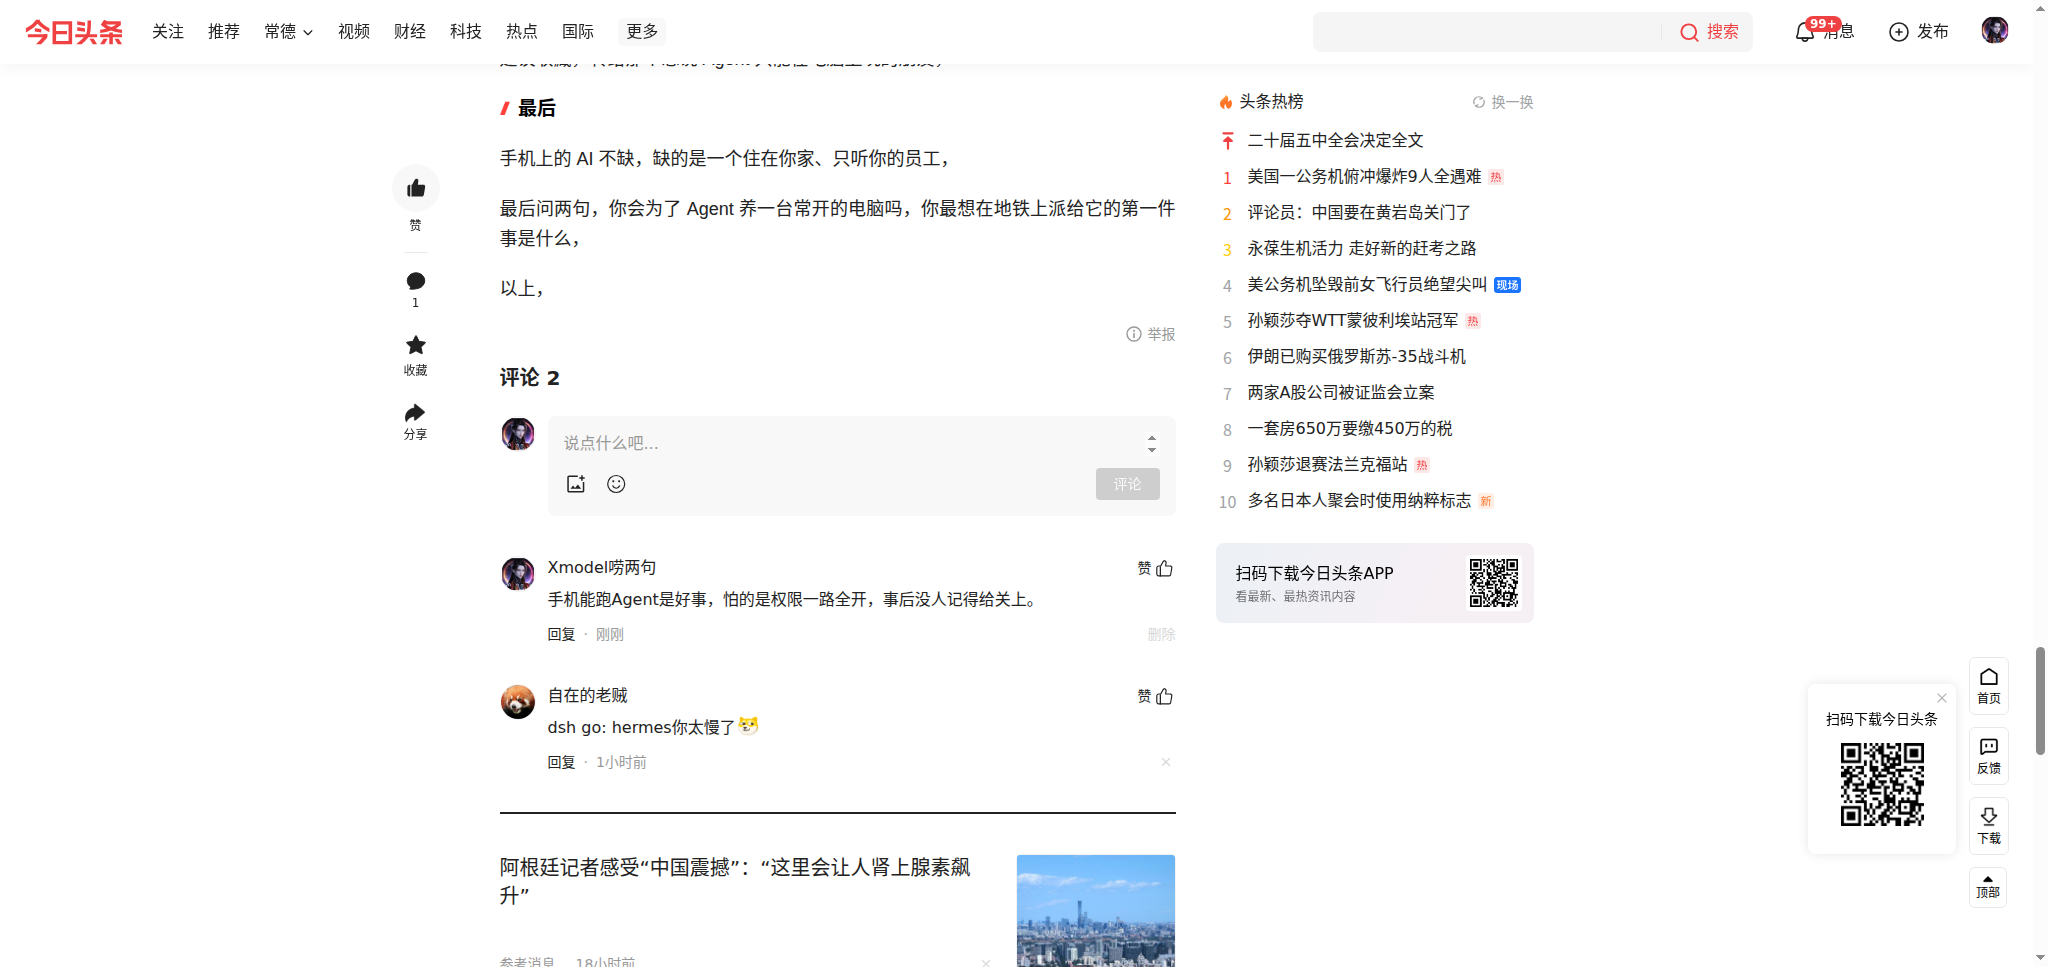 今日头条
关注
推荐
常德
视频
财经
科技
热点
国际
更多
搜索
99+
消息
发布
最后
手机上的 AI 不缺，缺的是一个住在你家、只听你的员工，
最后问两句，你会为了 Agent 养一台常开的电脑吗，你最想在地铁上派给它的第一件
事是什么，
以上，
举报
赞
1
收藏
分享
评论 2
说点什么吧...
评论
Xmodel唠两句
赞
手机能跑Agent是好事，怕的是权限一路全开，事后没人记得给关上。
回复 · 刚刚
删除
自在的老贼
赞
dsh go: hermes你太慢了
回复 · 1小时前
阿根廷记者感受“中国震撼”：“这里会让人肾上腺素飙
升”
参考消息 18小时前
头条热榜
换一换
二十届五中全会决定全文
1 美国一公务机俯冲爆炸9人全遇难 热
2 评论员：中国要在黄岩岛关门了
3 永葆生机活力 走好新的赶考之路
4 美公务机坠毁前女飞行员绝望尖叫 现场
5 孙颖莎夺WTT蒙彼利埃站冠军 热
6 伊朗已购买俄罗斯苏-35战斗机
7 两家A股公司被证监会立案
8 一套房650万要缴450万的税
9 孙颖莎退赛法兰克福站 热
10 多名日本人聚会时使用纳粹标志 新
扫码下载今日头条APP
看最新、最热资讯内容
扫码下载今日头条
首页
反馈
下载
顶部